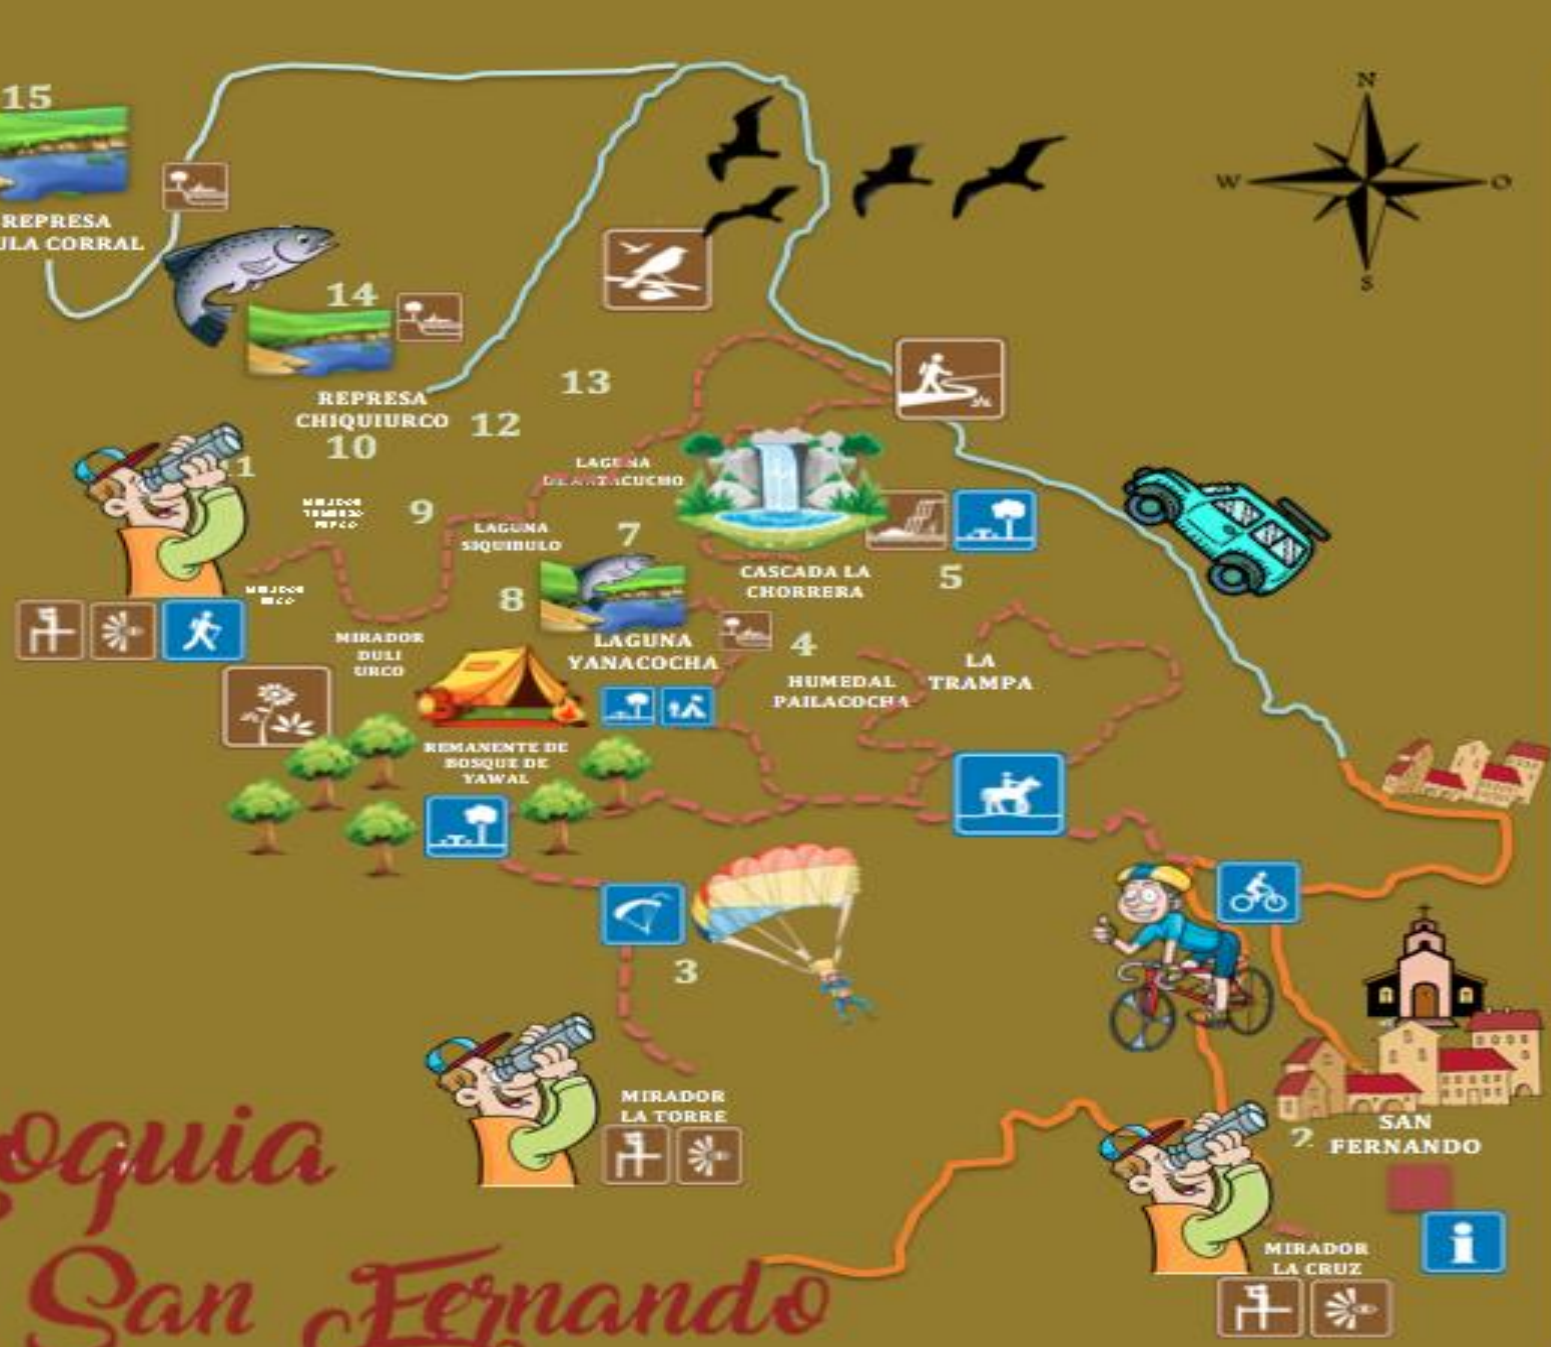 15
REPRESA
ULA CORRAL
N
W
O
S
14
REPRESA
CHIQUIURCO
13
12
10
1
9
LAGUNA
CUCHO
LAGUNA
SIQUIBULO
7
8
CASCADA LA
CHORRERA
5
MIRADOR
DULI
URCO
LAGUNA
YANACOCHA
4
HUMEDAL
PAILACOCHA
LA
TRAMPA
REMANENTE DE
BOSQUE DE
YAWAL
3
MIRADOR
LA TORRE
2
SAN
FERNANDO
MIRADOR
LA CRUZ
i
oquia
San Fernando